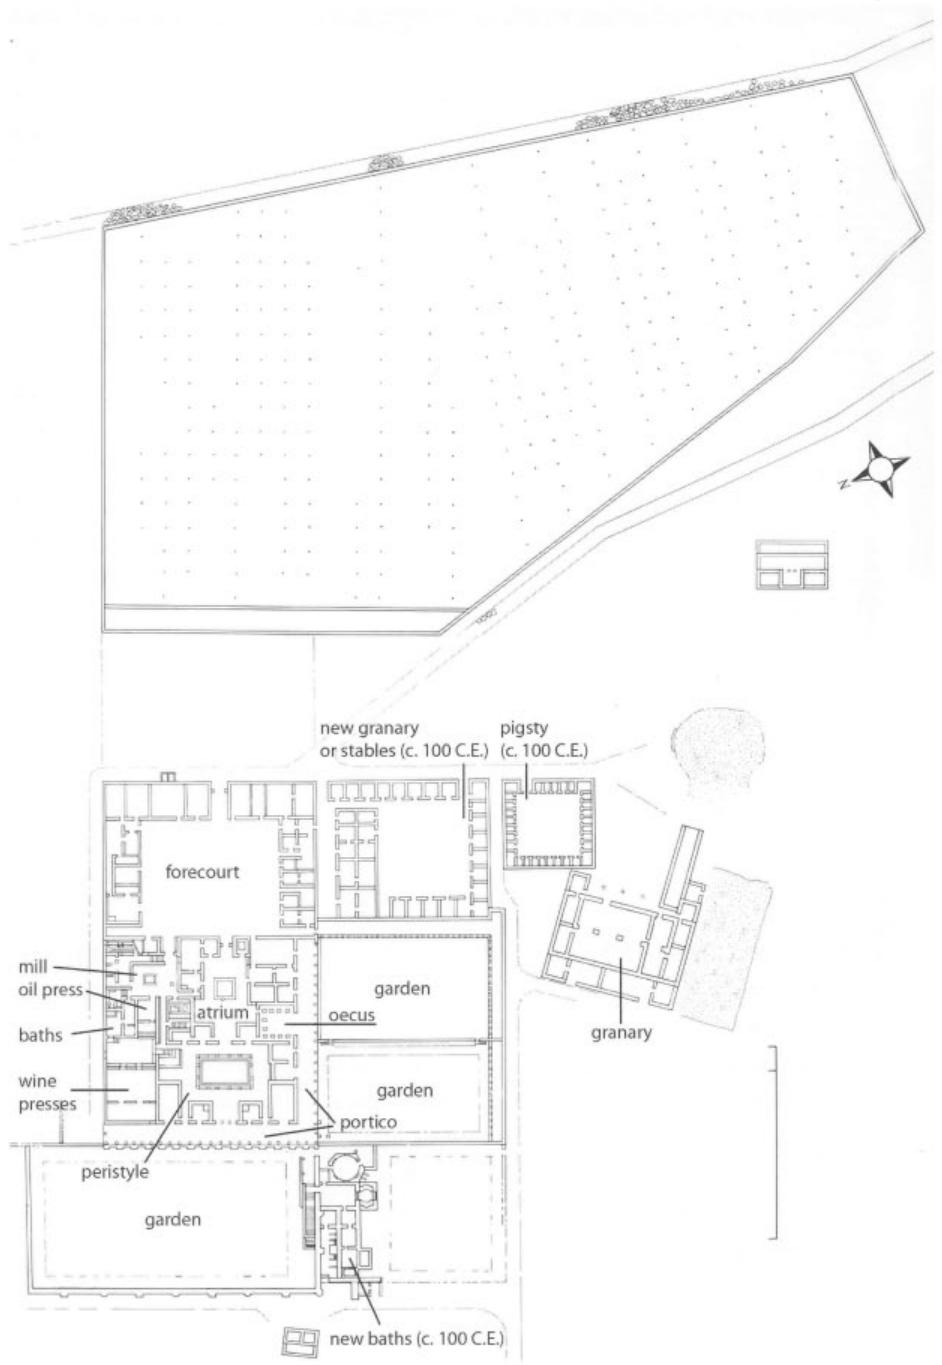 N
new granary
or stables (c. 100 C.E.)
pigsty
(c. 100 C.E.)
forecourt
mill
oil press
atrium
oecus
garden
baths
granary
wine
presses
garden
portico
peristyle
garden
new baths (c. 100 C.E.)